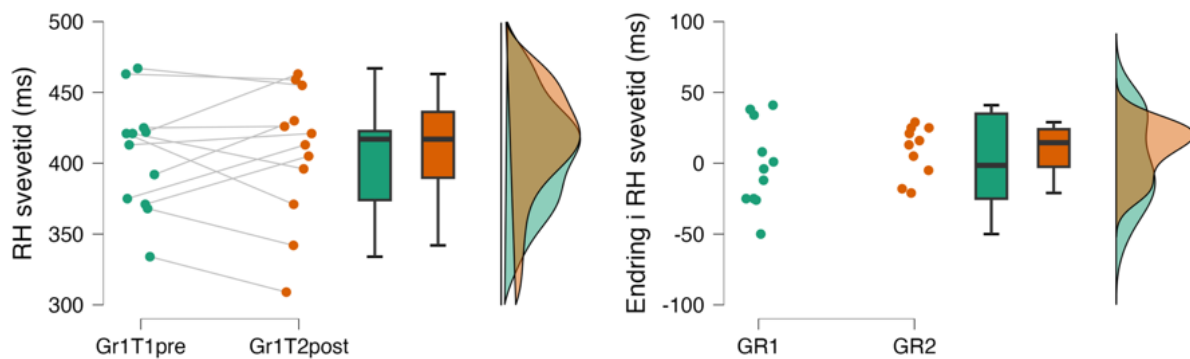 RH svevetid (ms)
500
450
400
350
300
Gr1T1pre
Gr1T2post
Endring i RH svevetid (ms)
100
50
0
-50
-100
GR1
GR2